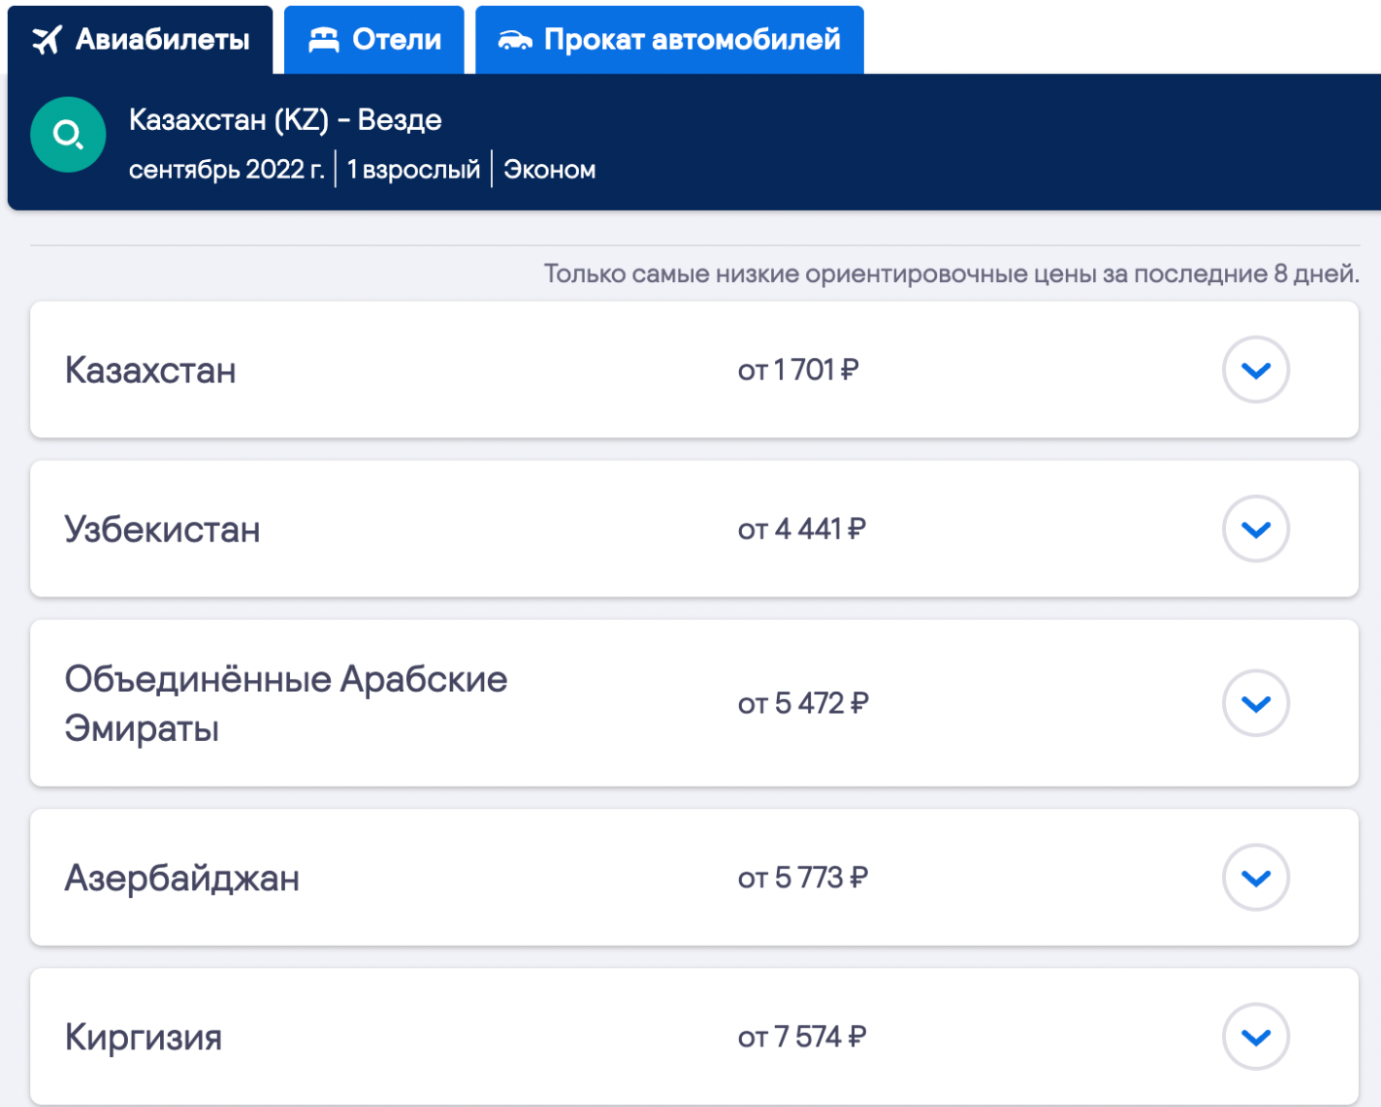 Авиабилеты
Отели
Прокат автомобилей
Казахстан (KZ) - Везде
сентябрь 2022 г. | 1 взрослый | Эконом
Только самые низкие ориентировочные цены за последние 8 дней.
Казахстан
от 1 701 ₽
Узбекистан
от 4 441 ₽
Объединённые Арабские
Эмираты
от 5 472 ₽
Азербайджан
от 5 773 ₽
Киргизия
от 7 574 ₽